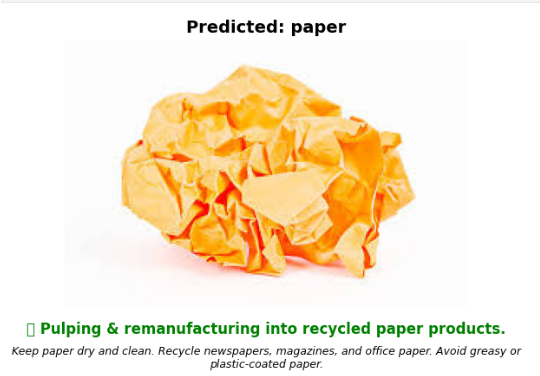 Predicted: paper
Pulping & remanufacturing into recycled paper products.
Keep paper dry and clean. Recycle newspapers, magazines, and office paper. Avoid greasy or
plastic-coated paper.